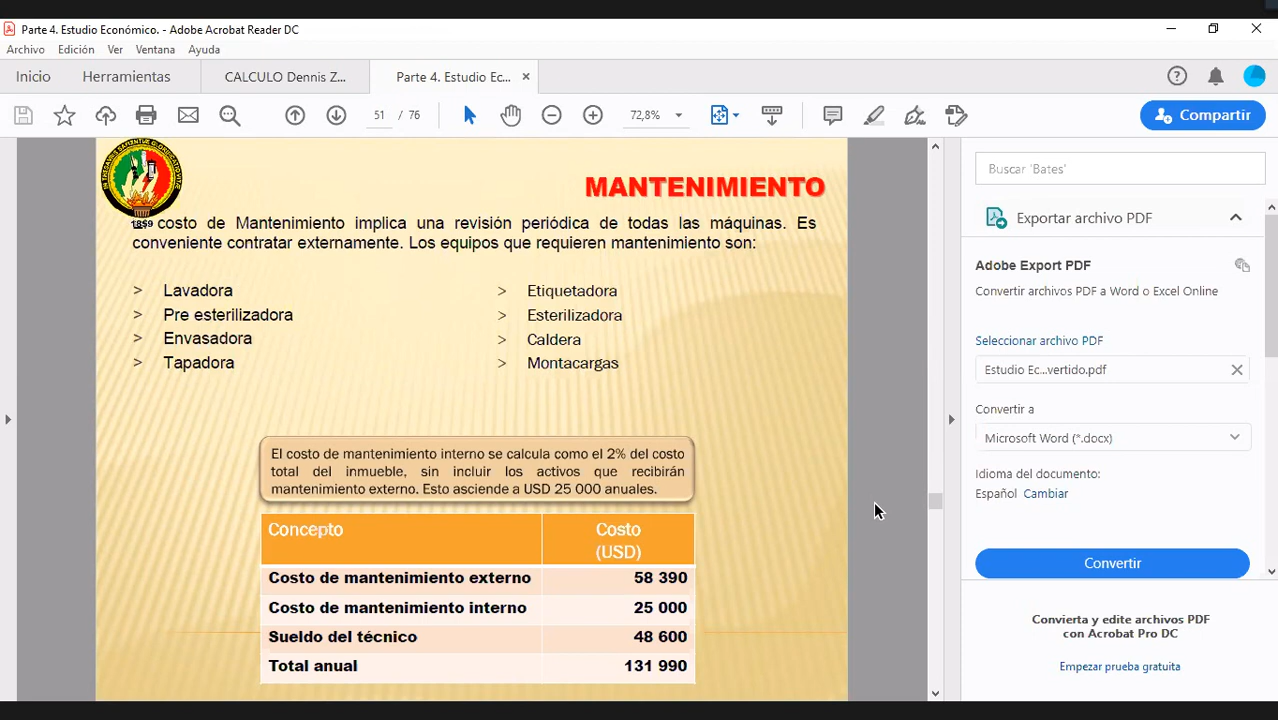 Parte 4. Estudio Económico. - Adobe Acrobat Reader DC
Archivo Edición Ver Ventana Ayuda
Inicio Herramientas CALCULO Dennis Z... Parte 4. Estudio Ec...
51 / 76 72,8% Compartir
MANTENIMIENTO
1859
costo de Mantenimiento implica una revisión periódica de todas las máquinas. Es
conveniente contratar externamente. Los equipos que requieren mantenimiento son:
> Lavadora
> Pre esterilizadora
> Envasadora
> Tapadora
> Etiquetadora
> Esterilizadora
> Caldera
> Montacargas
El costo de mantenimiento interno se calcula como el 2% del costo
total del inmueble, sin incluir los activos que recibirán
mantenimiento externo. Esto asciende a USD 25 000 anuales.
Concepto Costo
(USD)
Costo de mantenimiento externo 58 390
Costo de mantenimiento interno 25 000
Sueldo del técnico 48 600
Total anual 131 990
Buscar 'Bates'
Exportar archivo PDF
Adobe Export PDF
Convertir archivos PDF a Word o Excel Online
Seleccionar archivo PDF
Estudio Ec...vertido.pdf
Convertir a
Microsoft Word (*.docx)
Idioma del documento:
Español Cambiar
Convertir
Convierta y edite archivos PDF
con Acrobat Pro DC
Empezar prueba gratuita